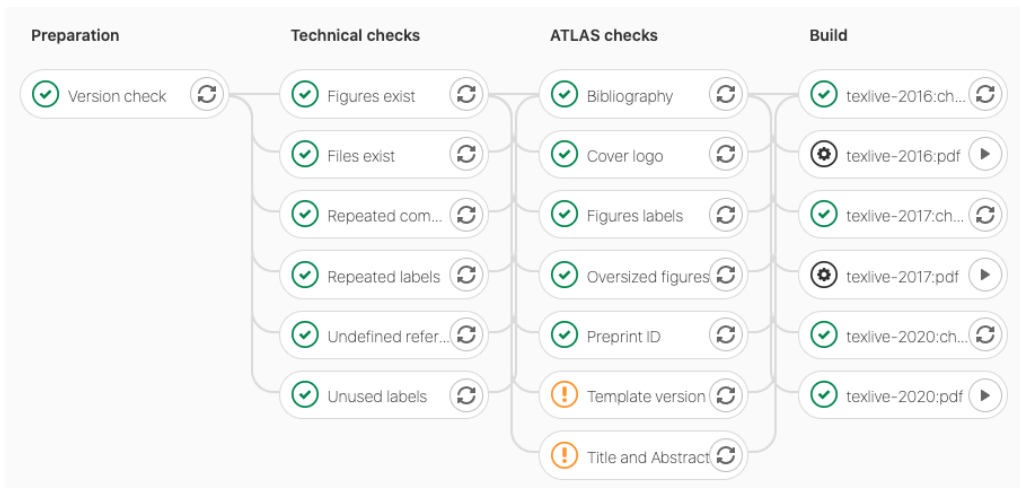 Preparation
Technical checks
ATLAS checks
Build
Version check
Figures exist
Bibliography
texlive-2016:ch...
Files exist
Cover logo
texlive-2016:pdf
Repeated com...
Figures labels
texlive-2017:ch...
Repeated labels
Oversized figures
texlive-2017:pdf
Undefined refer...
Preprint ID
texlive-2020:ch...
Unused labels
Template version
texlive-2020:pdf
Title and Abstract